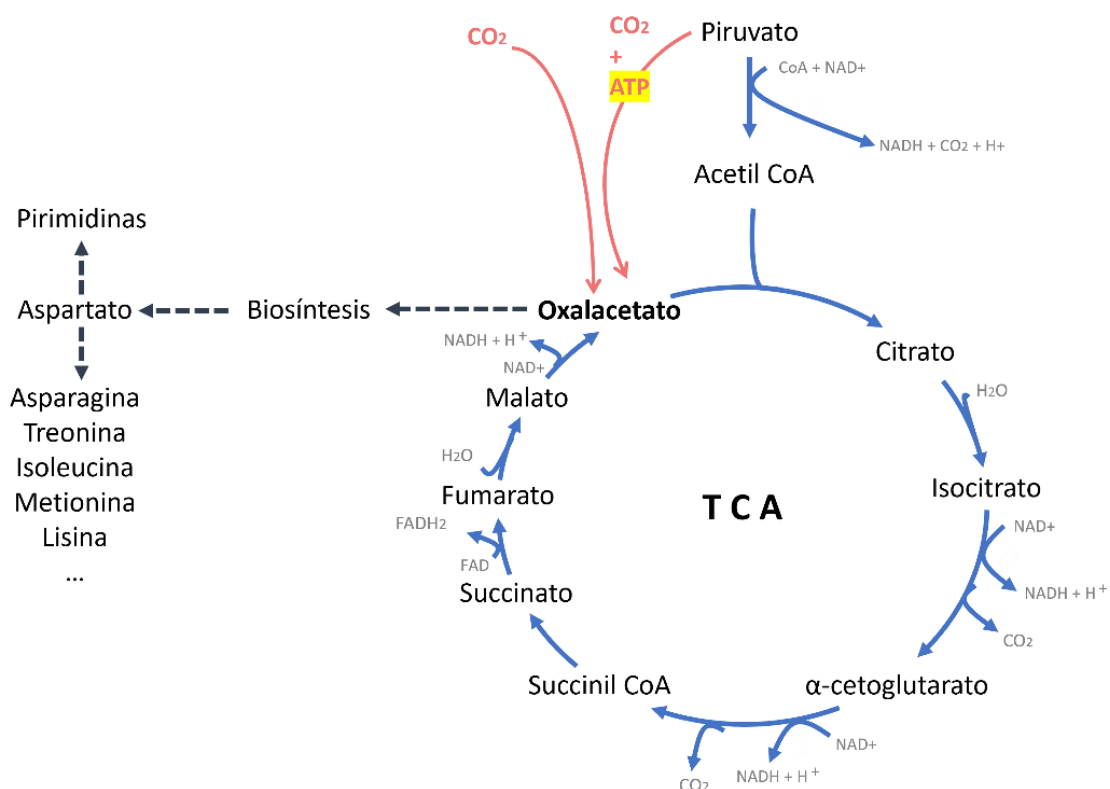 CO2
CO2
+
ATP
Piruvato
CoA + NAD+
NADH + CO2 + H+
Acetil CoA
Pirimidinas
Aspartato
Biosíntesis
Oxalacetato
NADH + H+
NAD+
Citrato
Asparagina
Treonina
Isoleucina
Metionina
Lisina
...
Malato
H2O
H2O
Fumarato
T C A
Isocitrato
FADH2
FAD
NAD+
NADH + H+
Succinato
CO2
Succinil CoA
α-cetoglutarato
NAD+
CO2
NADH + H+